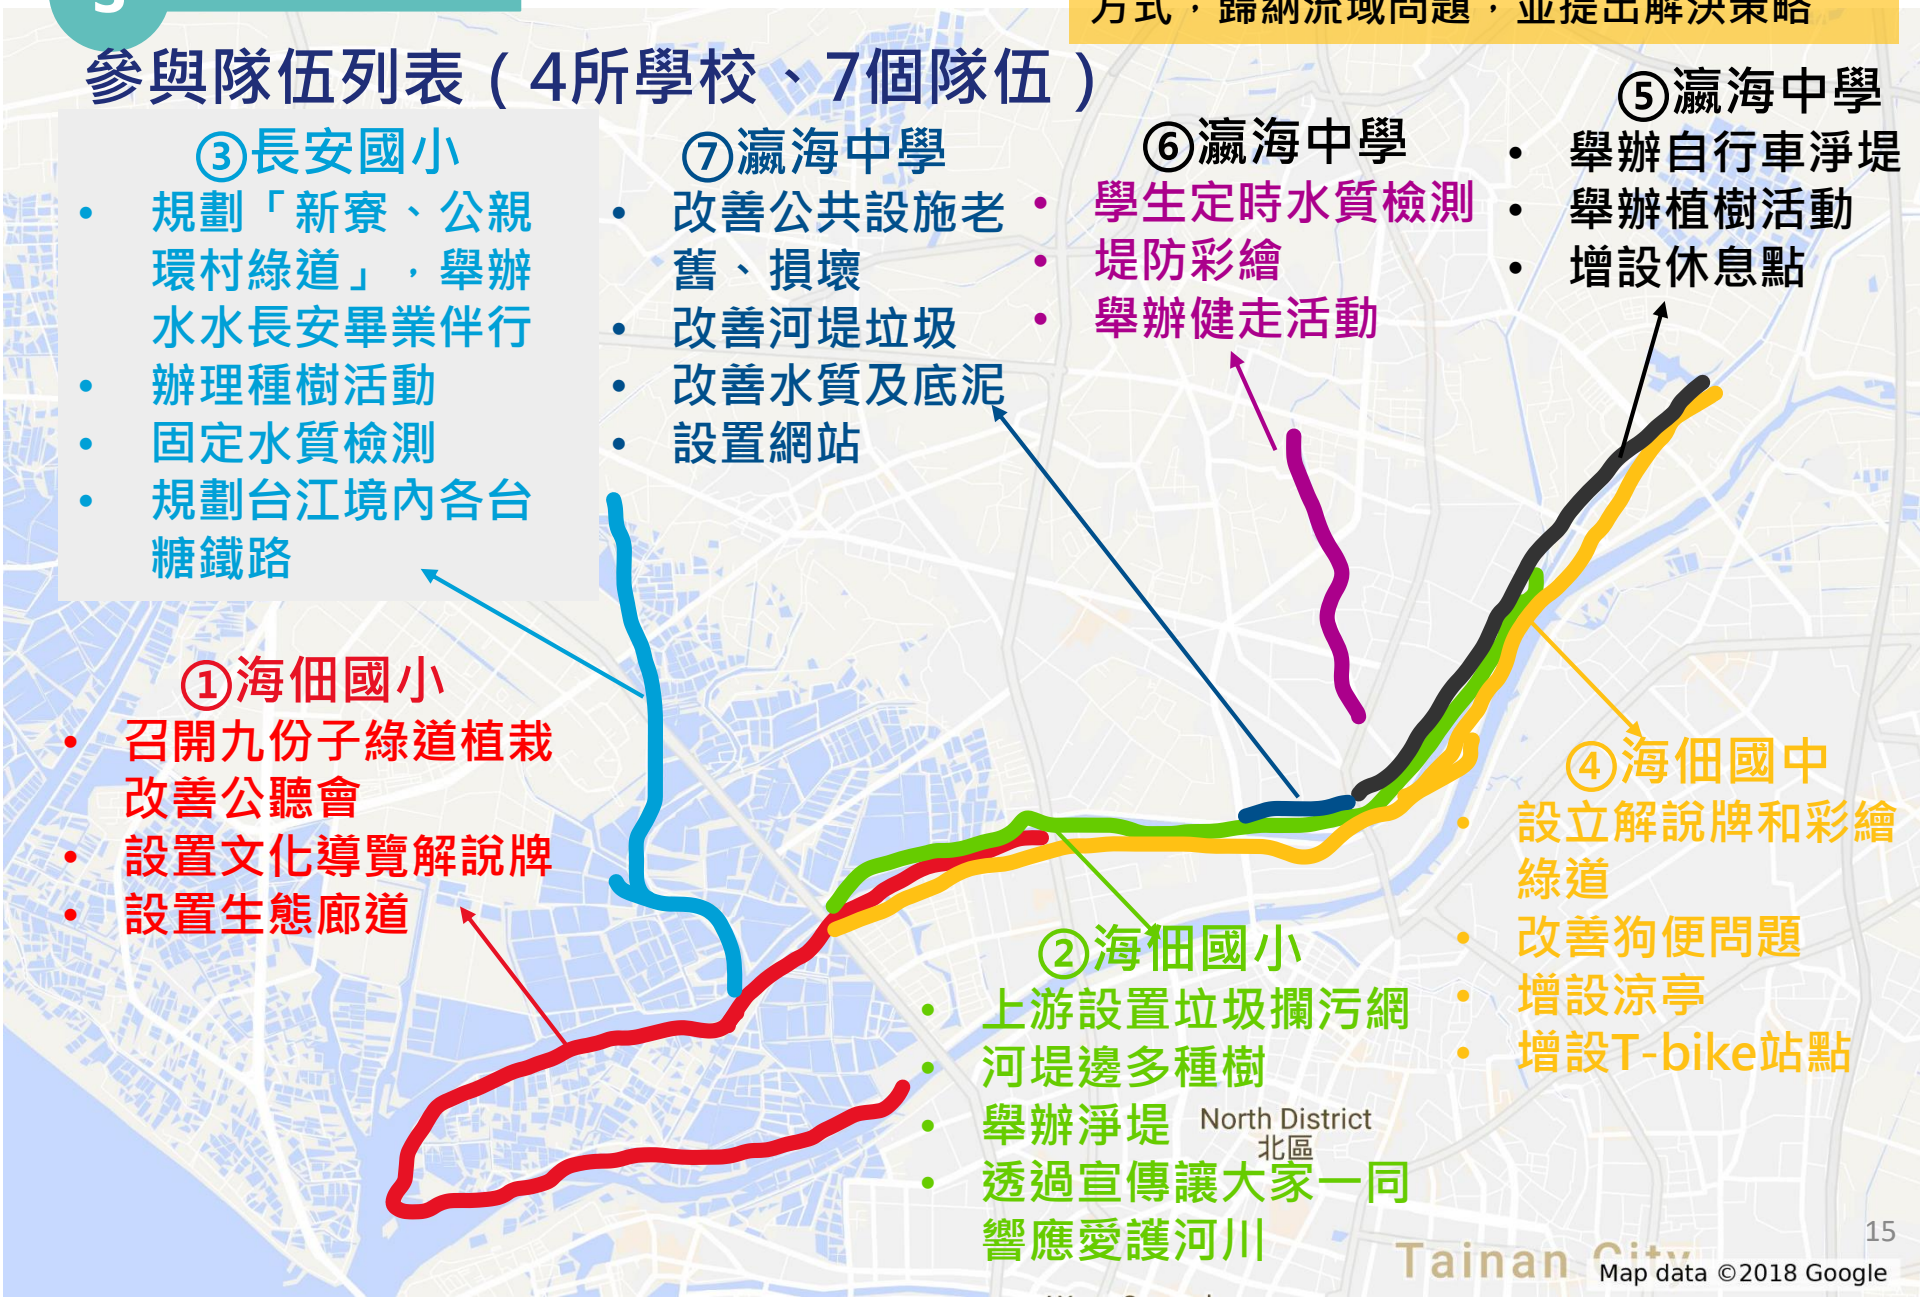 3
方式，歸納流域問題，並提出解決策略
參與隊伍列表（4所學校、7個隊伍）
③長安國小
• 規劃「新寮、公親
環村綠道」，舉辦
水水長安畢業伴行
• 辦理種樹活動
• 固定水質檢測
• 規劃台江境內各台
糖鐵路
⑦瀛海中學
• 改善公共設施老
舊、損壞
• 改善河堤垃圾
• 改善水質及底泥
• 設置網站
⑥瀛海中學
• 學生定時水質檢測
• 堤防彩繪
• 舉辦健走活動
⑤瀛海中學
• 舉辦自行車淨堤
• 舉辦植樹活動
• 增設休息點
①海佃國小
• 召開九份子綠道植栽
改善公聽會
• 設置文化導覽解說牌
• 設置生態廊道
②海佃國小
• 上游設置垃圾攔污網
• 河堤邊多種樹
• 舉辦淨堤
• 透過宣傳讓大家一同
響應愛護河川
④海佃國中
• 設立解說牌和彩繪
綠道
• 改善狗便問題
• 增設涼亭
• 增設T-bike站點
North District
北區
Tainan City
15
Map data ©2018 Google